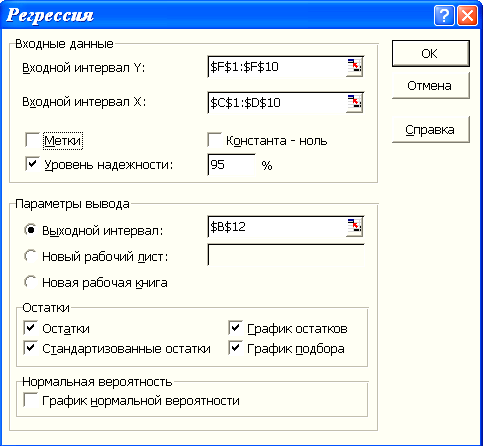 Регрессия
Входные данные
Входной интервал Y: $F$1:$F$10
Входной интервал X: $C$1:$D$10
Метки Константа - ноль
Уровень надежности: 95 %
OK
Отмена
Справка
Параметры вывода
Выходной интервал: $B$12
Новый рабочий лист:
Новая рабочая книга
Остатки
Остатки График остатков
Стандартизованные остатки График подбора
Нормальная вероятность
График нормальной вероятности